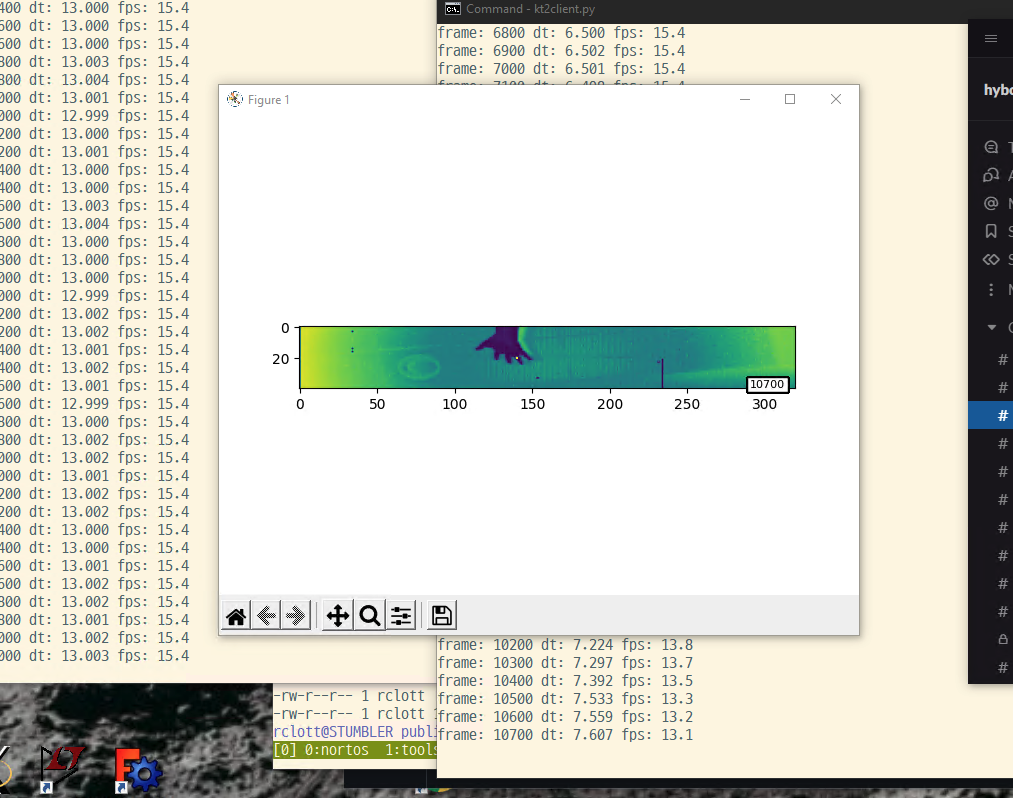 400 dt: 13.000 fps: 15.4
600 dt: 13.000 fps: 15.4
600 dt: 13.000 fps: 15.4
800 dt: 13.003 fps: 15.4
800 dt: 13.004 fps: 15.4
000 dt: 13.001 fps: 15.4
000 dt: 12.999 fps: 15.4
200 dt: 13.000 fps: 15.4
200 dt: 13.001 fps: 15.4
400 dt: 13.000 fps: 15.4
400 dt: 13.000 fps: 15.4
600 dt: 13.003 fps: 15.4
600 dt: 13.004 fps: 15.4
800 dt: 13.000 fps: 15.4
800 dt: 13.000 fps: 15.4
000 dt: 13.000 fps: 15.4
000 dt: 12.999 fps: 15.4
200 dt: 13.002 fps: 15.4
200 dt: 13.002 fps: 15.4
400 dt: 13.001 fps: 15.4
400 dt: 13.002 fps: 15.4
600 dt: 13.001 fps: 15.4
600 dt: 12.999 fps: 15.4
800 dt: 13.000 fps: 15.4
800 dt: 13.002 fps: 15.4
000 dt: 13.002 fps: 15.4
000 dt: 13.001 fps: 15.4
200 dt: 13.002 fps: 15.4
200 dt: 13.002 fps: 15.4
400 dt: 13.000 fps: 15.4
400 dt: 13.000 fps: 15.4
600 dt: 13.001 fps: 15.4
600 dt: 13.002 fps: 15.4
800 dt: 13.002 fps: 15.4
800 dt: 13.001 fps: 15.4
000 dt: 13.002 fps: 15.4
000 dt: 13.003 fps: 15.4
Command - kt2client.py
frame: 6800 dt: 6.500 fps: 15.4
frame: 6900 dt: 6.502 fps: 15.4
frame: 7000 dt: 6.501 fps: 15.4
Figure 1
0
20
0 50 100 150 200 250 300
10700
frame: 10200 dt: 7.224 fps: 13.8
frame: 10300 dt: 7.297 fps: 13.7
frame: 10400 dt: 7.392 fps: 13.5
frame: 10500 dt: 7.533 fps: 13.3
frame: 10600 dt: 7.559 fps: 13.2
frame: 10700 dt: 7.607 fps: 13.1
-rw-r--r-- 1 rclott
-rw-r--r-- 1 rclott
rclott@STUMBLER publi
[0] 0:nortos 1:tools
hybo
#
#
#
#
#
#
#
#
#
#
#